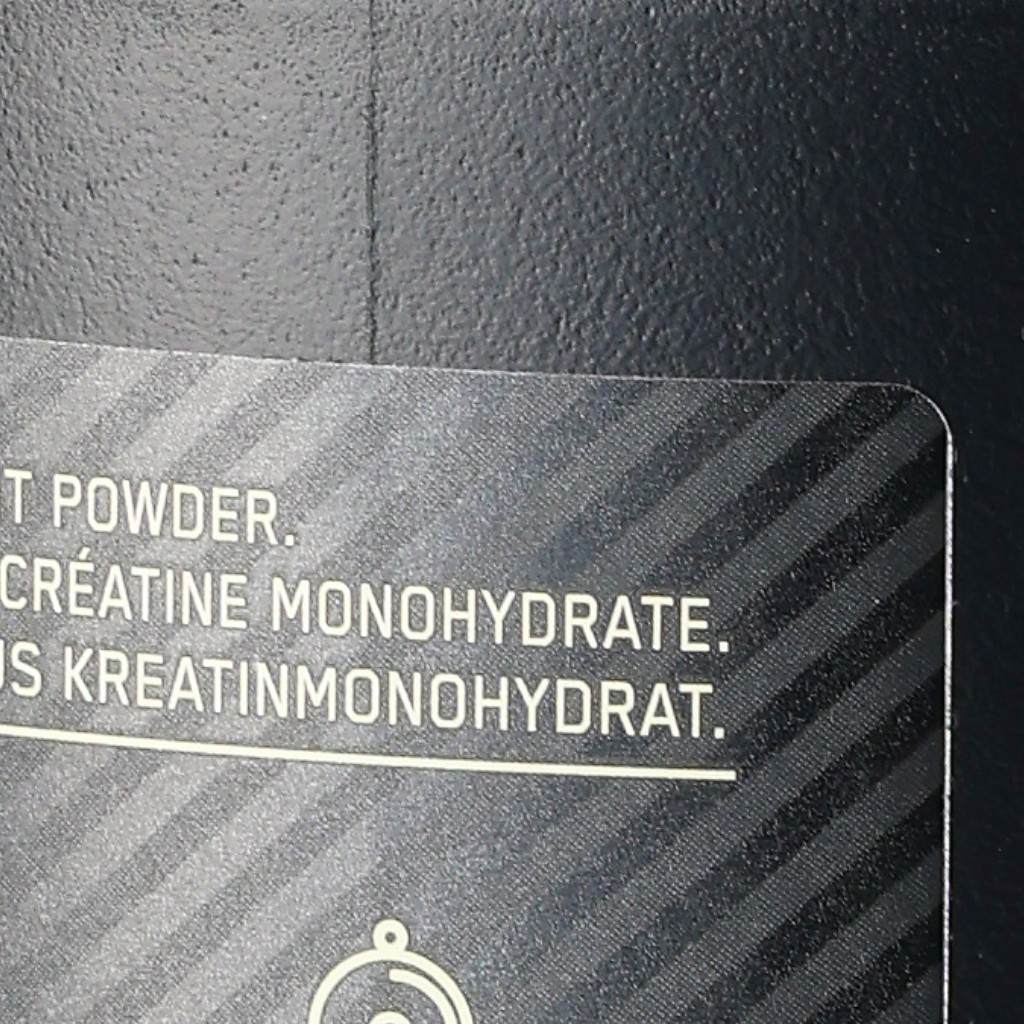 T POWDER.
CRÉATINE MONOHYDRATE.
US KREATINMONOHYDRAT.